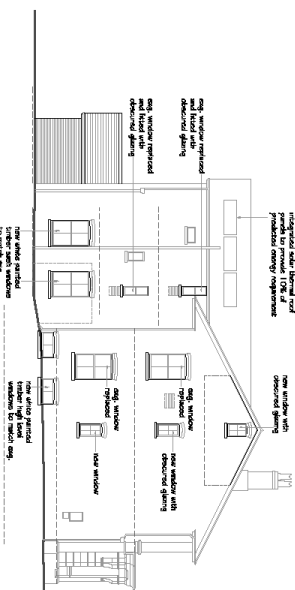 integrated solar thermal roof
panels to provide 10% of
predicted energy requirement
new window with
obscured glazing
exg. window replaced
and fitted with
obscured glazing
exg. window replaced
and fitted with
obscured glazing
exg. window
replaced
new window with
obscured glazing
exg. window
replaced
new window
new white painted
timber sash windows
new white painted
timber high level
windows to match exg.